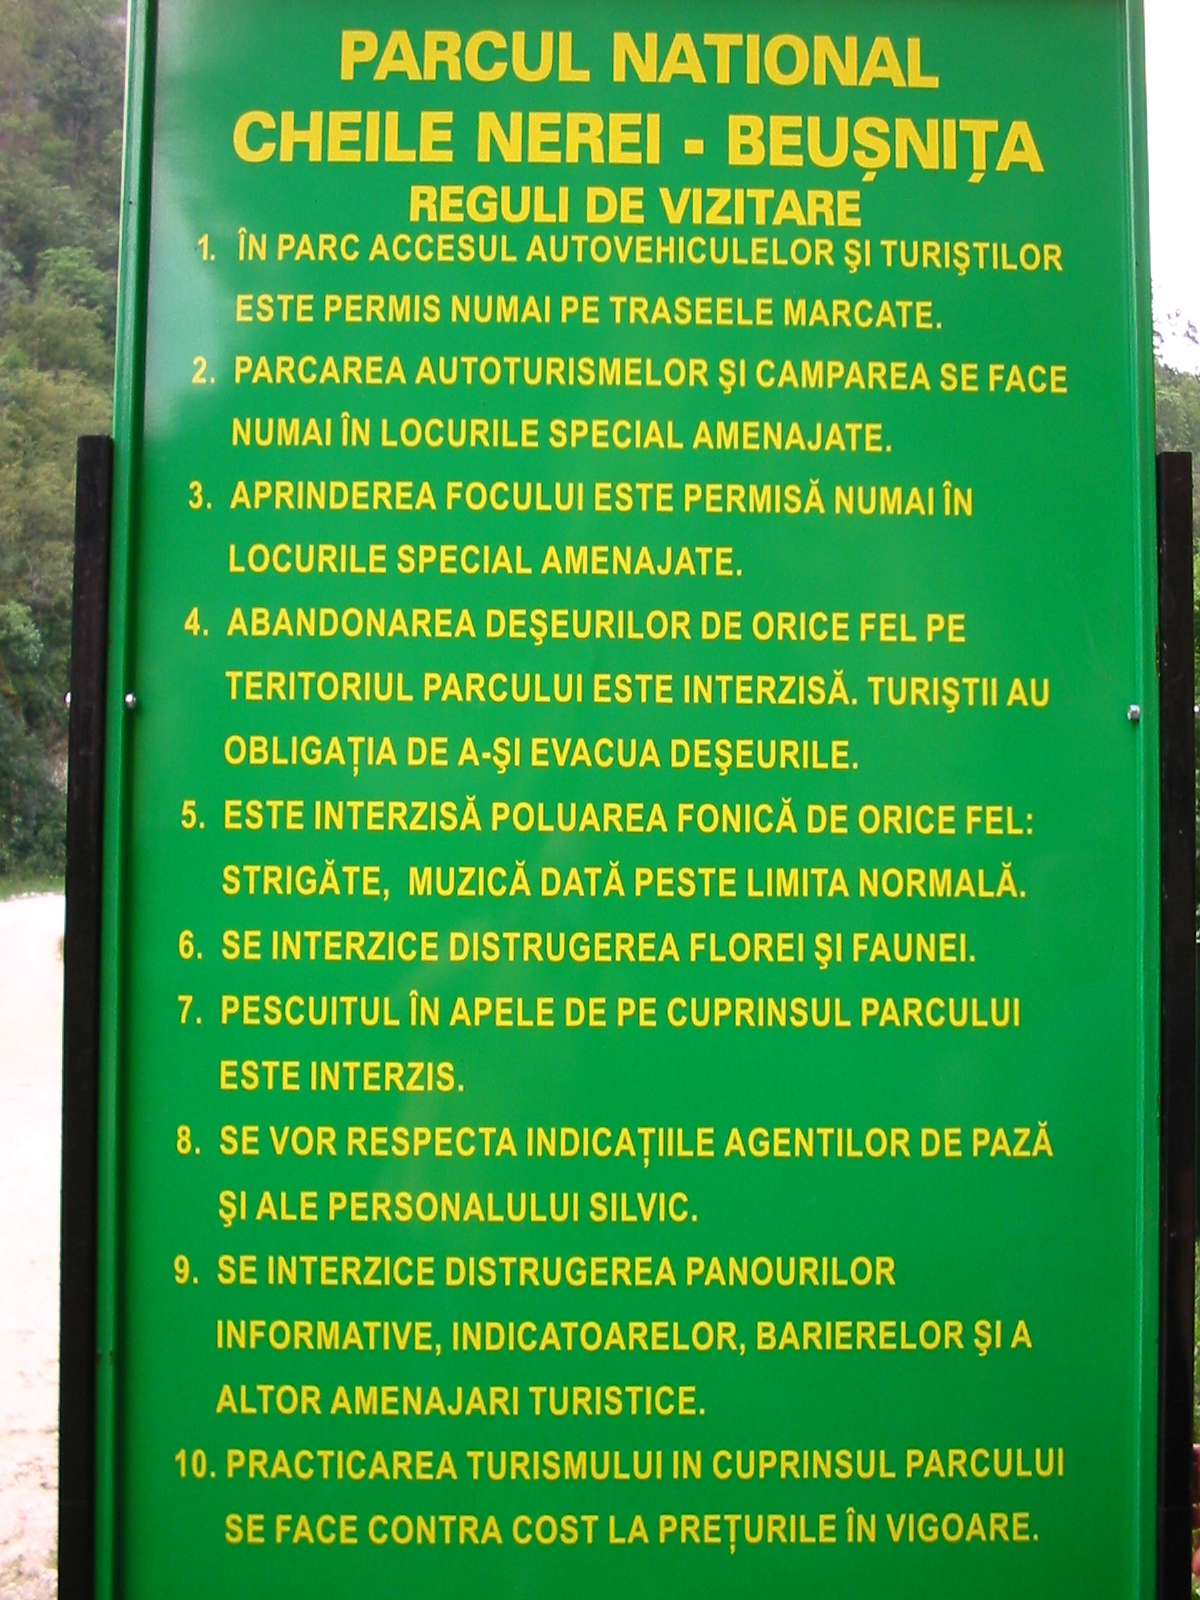 PARCUL NATIONAL
CHEILE NEREI - BEUȘNIȚA
REGULI DE VIZITARE
1. ÎN PARC ACCESUL AUTOVEHICULELOR ŞI TURIŞTILOR
ESTE PERMIS NUMAI PE TRASEELE MARCATE.
2. PARCAREA AUTOTURISMELOR ŞI CAMPAREA SE FACE
NUMAI ÎN LOCURILE SPECIAL AMENAJATE.
3. APRINDEREA FOCULUI ESTE PERMISĂ NUMAI ÎN
LOCURILE SPECIAL AMENAJATE.
4. ABANDONAREA DEŞEURILOR DE ORICE FEL PE
TERITORIUL PARCULUI ESTE INTERZISĂ. TURIŞTII AU
OBLIGAȚIA DE A-ŞI EVACUA DEŞEURILE.
5. ESTE INTERZISĂ POLUAREA FONICĂ DE ORICE FEL:
STRIGĂTE, MUZICĂ DATĂ PESTE LIMITA NORMALĂ.
6. SE INTERZICE DISTRUGEREA FLOREI ŞI FAUNEI.
7. PESCUITUL ÎN APELE DE PE CUPRINSUL PARCULUI
ESTE INTERZIS.
8. SE VOR RESPECTA INDICAȚIILE AGENTILOR DE PAZĂ
ŞI ALE PERSONALULUI SILVIC.
9. SE INTERZICE DISTRUGEREA PANOURILOR
INFORMATIVE, INDICATOARELOR, BARIERELOR ŞI A
ALTOR AMENAJARI TURISTICE.
10. PRACTICAREA TURISMULUI IN CUPRINSUL PARCULUI
SE FACE CONTRA COST LA PREȚURILE ÎN VIGOARE.